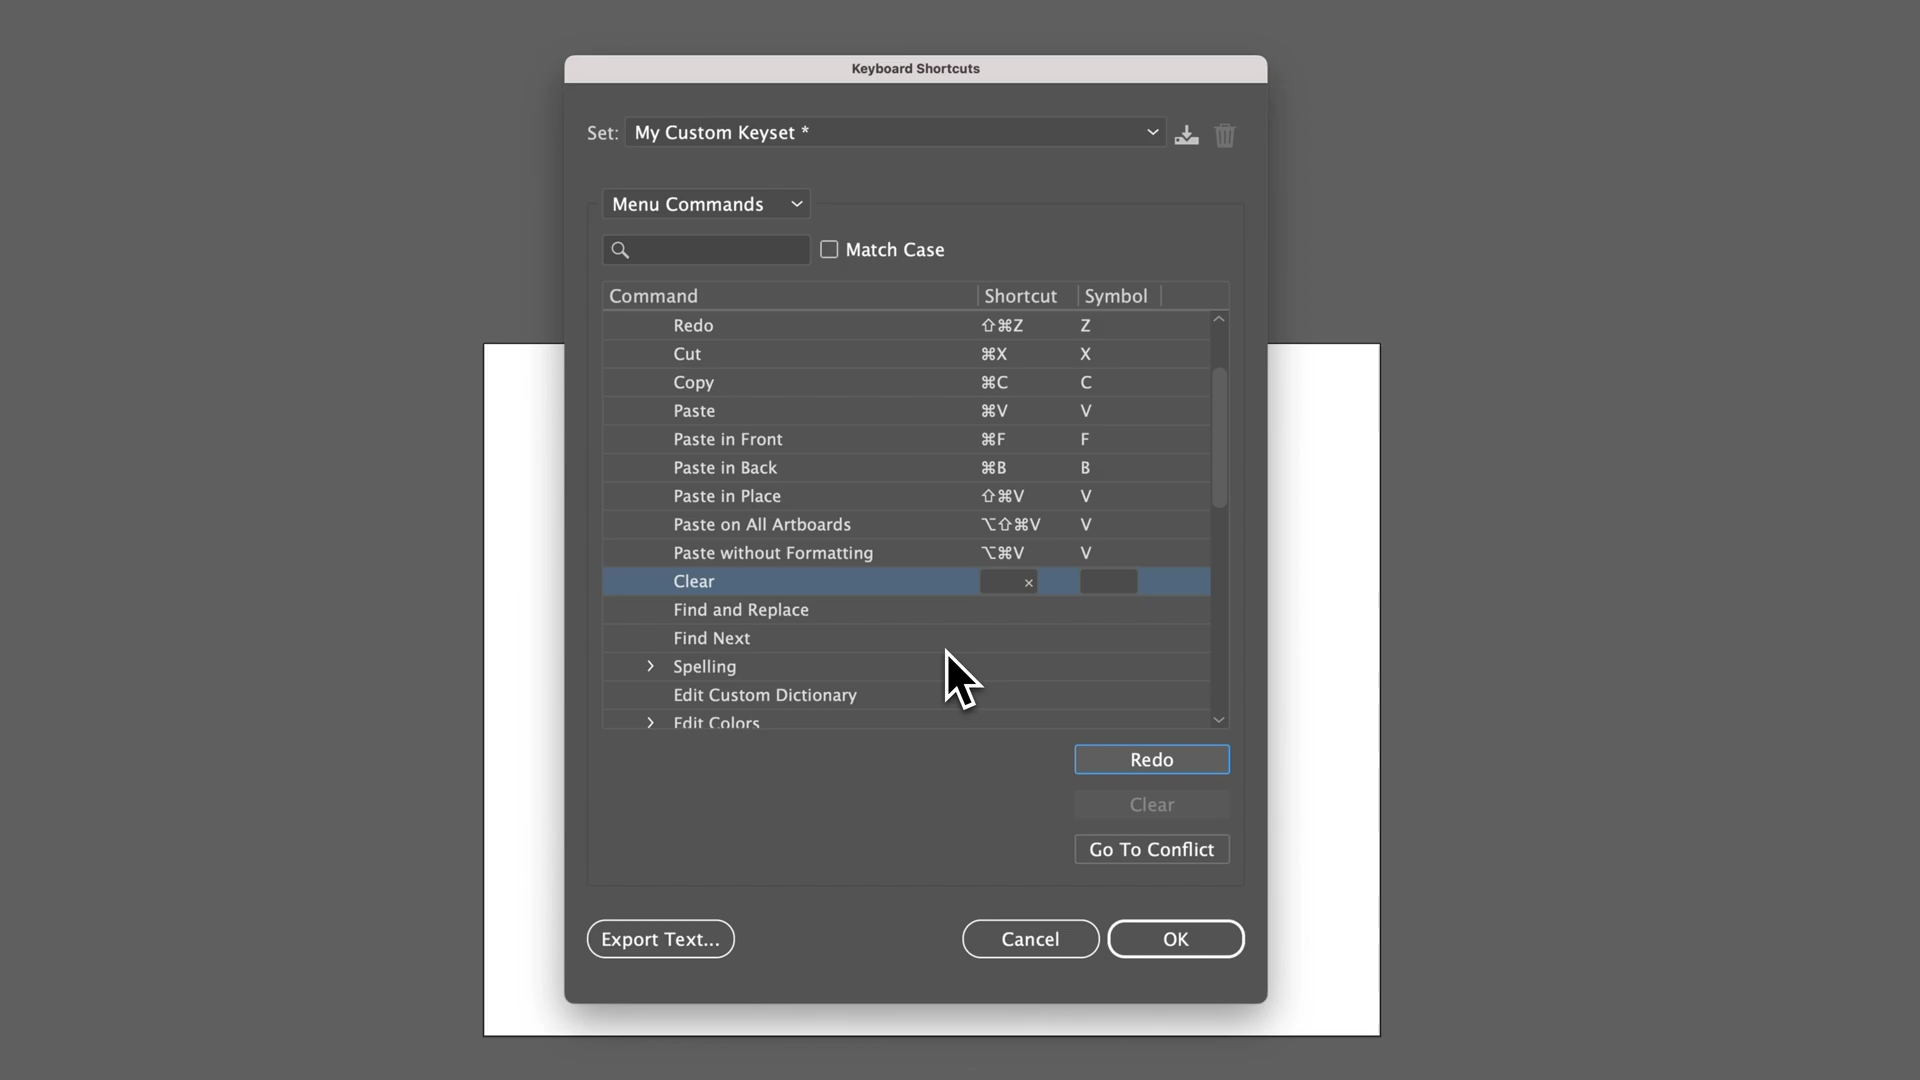 Keyboard Shortcuts
Set: My Custom Keyset *
Menu Commands
Match Case
Command Shortcut Symbol
Redo ⇧⌘Z Z
Cut ⌘X X
Copy ⌘C C
Paste ⌘V V
Paste in Front ⌘F F
Paste in Back ⌘B B
Paste in Place ⇧⌘V V
Paste on All Artboards ⌥⇧⌘V V
Paste without Formatting ⌥⌘V V
Clear
Find and Replace
Find Next
Spelling
Edit Custom Dictionary
Edit Colors
Redo
Clear
Go To Conflict
Export Text... Cancel OK